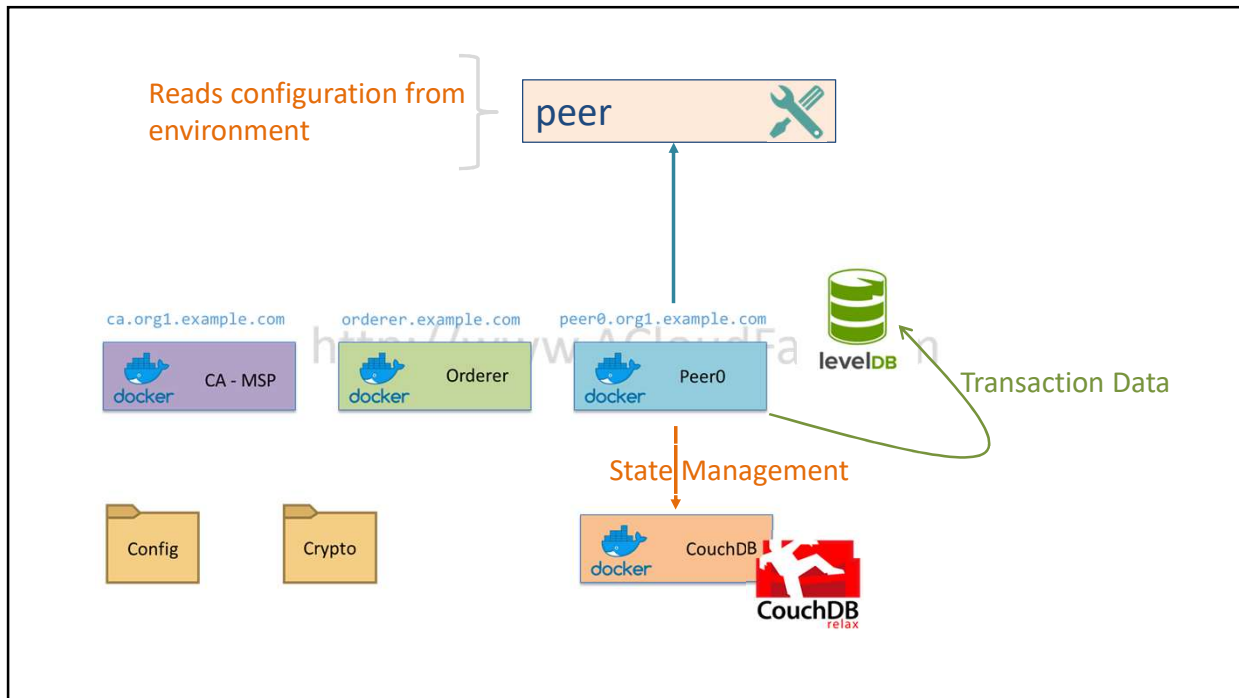 Reads configuration from
environment
peer
ca.org1.example.com
orderer.example.com
peer0.org1.example.com
docker
CA - MSP
docker
Orderer
docker
Peer0
levelDB
Transaction Data
State Management
Config
Crypto
docker
CouchDB
CouchDB
relax